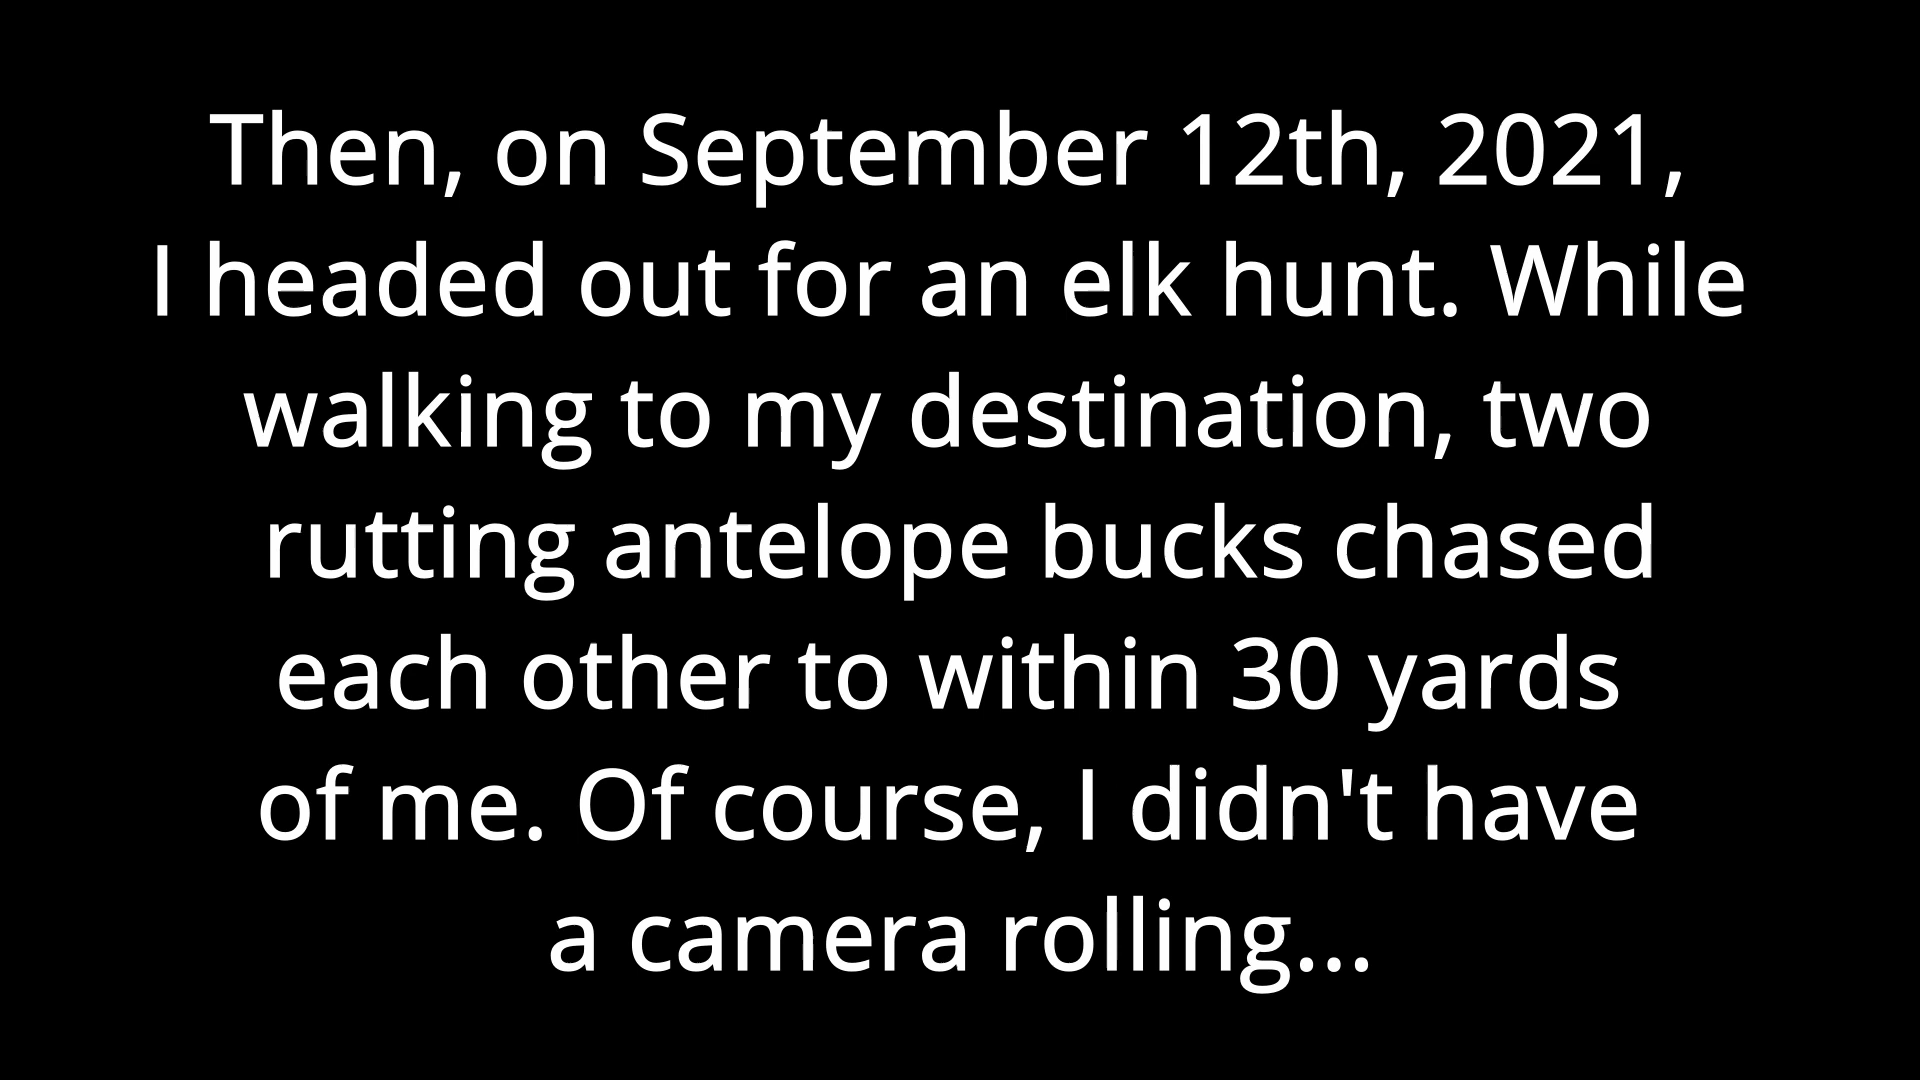 Then, on September 12th, 2021,
I headed out for an elk hunt. While
walking to my destination, two
rutting antelope bucks chased
each other to within 30 yards
of me. Of course, I didn't have
a camera rolling...